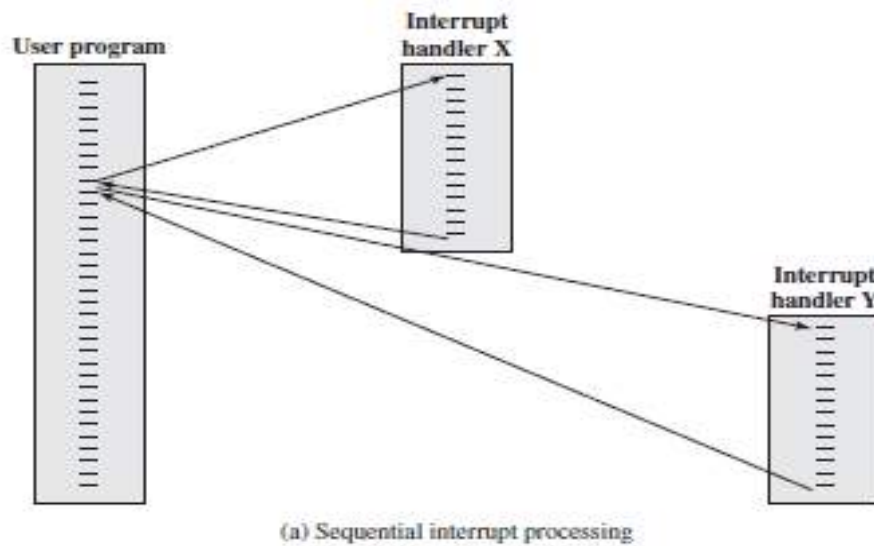 User program
Interrupt
handler X
Interrupt
handler Y
(a) Sequential interrupt processing